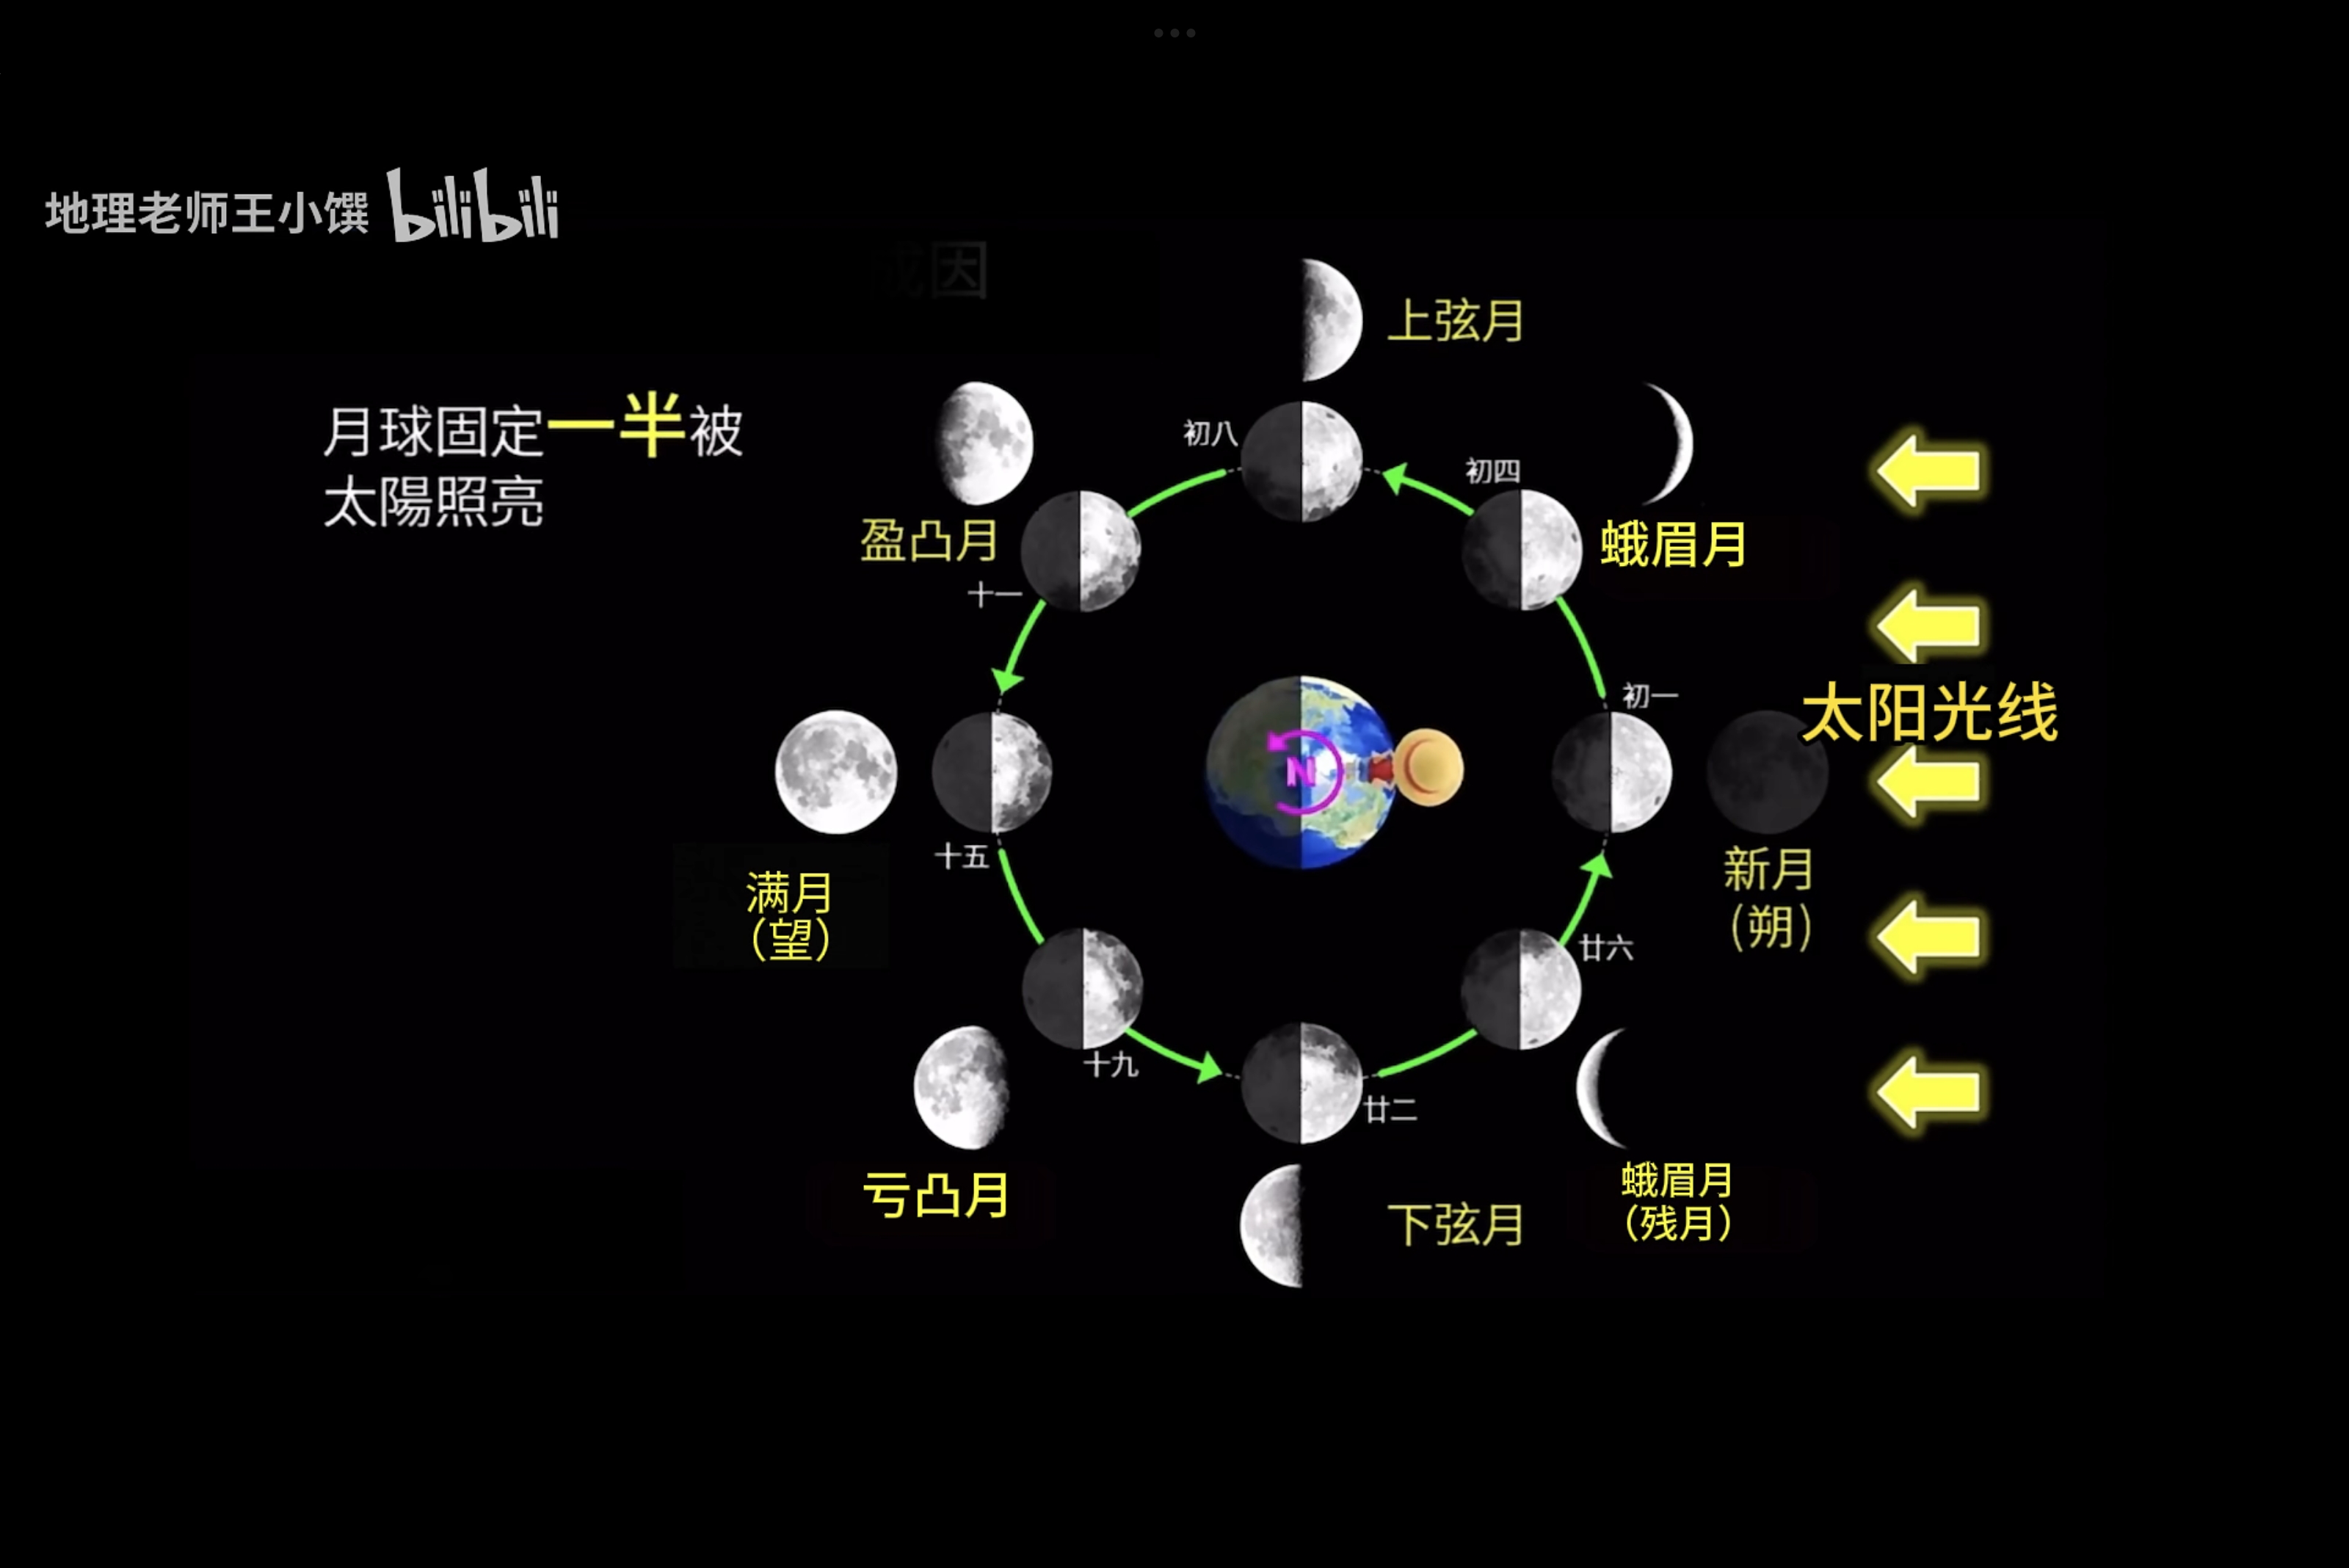 地理老师王小馔 bilibili
成因
上弦月
月球固定一半被
太陽照亮
初八
初四
盈凸月
蛾眉月
十一
初一
太阳光线
N
十五
满月
（望）
新月
（朔）
廿六
十九
廿二
亏凸月
下弦月
蛾眉月
（残月）